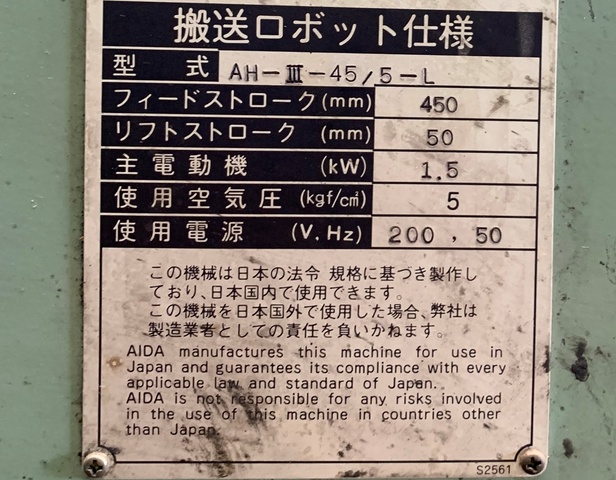 搬送ロボット仕様
型 式 AH-Ⅲ-45/5-L
フィードストローク(mm) 450
リフトストローク (mm) 50
主電動機 (kW) 1.5
使用空気圧 (kgf/cm²) 5
使用電源 (V. Hz) 200 , 50
この機械は日本の法令 規格に基づき製作し
ており、日本国内で使用できます。
この機械を日本国外で使用した場合、弊社は
製造業者としての責任を負いかねます。
AIDA manufactures this machine for use in
Japan and guarantees its compliance with every
applicable law and standard of Japan.
AIDA is not responsible for any risks involved
in the use of this machine in countries other
than Japan.
S2561